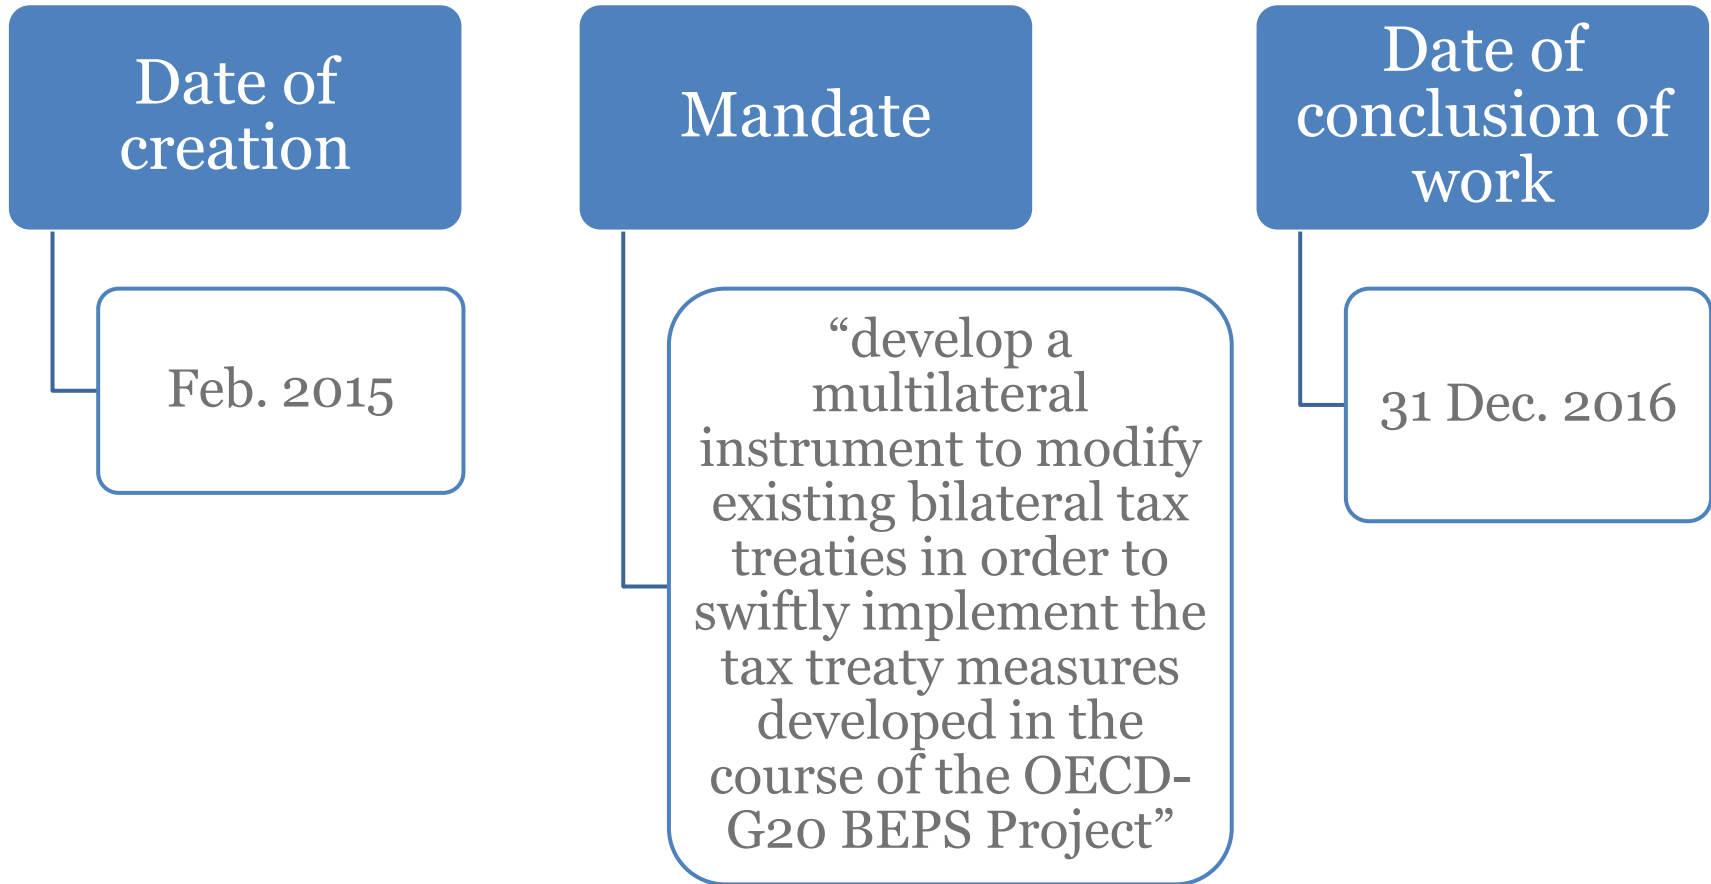 Date of
creation
Feb. 2015
Mandate
“develop a
multilateral
instrument to modify
existing bilateral tax
treaties in order to
swiftly implement the
tax treaty measures
developed in the
course of the OECD-
G20 BEPS Project”
Date of
conclusion of
work
31 Dec. 2016